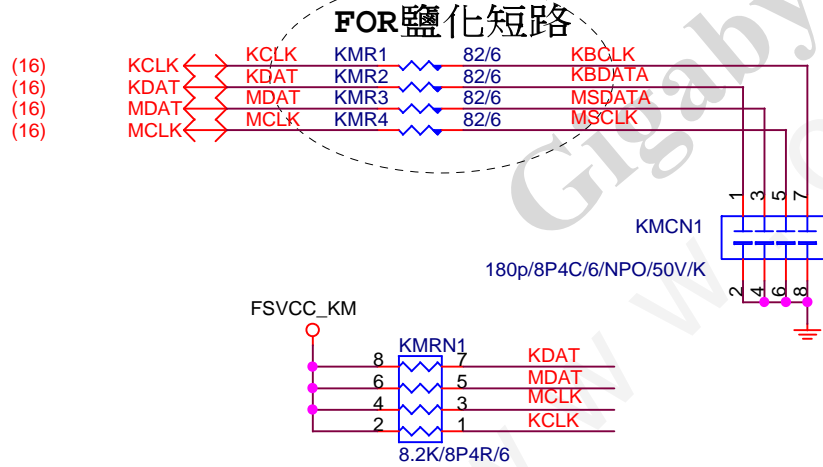 FOR鹽化短路
(16) KCLK KCLK KMR1 82/6 KBCLK
(16) KDAT KDAT KMR2 82/6 KBDATA
(16) MDAT MDAT KMR3 82/6 MSDATA
(16) MCLK MCLK KMR4 82/6 MSCLK
Gigaby
1 3 5 7
KMCN1
180p/8P4C/6/NPO/50V/K
2 4 6 8
FSVCC_KM
KMRN1
8 7 KDAT
6 5 MDAT
4 3 MCLK
2 1 KCLK
8.2K/8P4R/6
w w